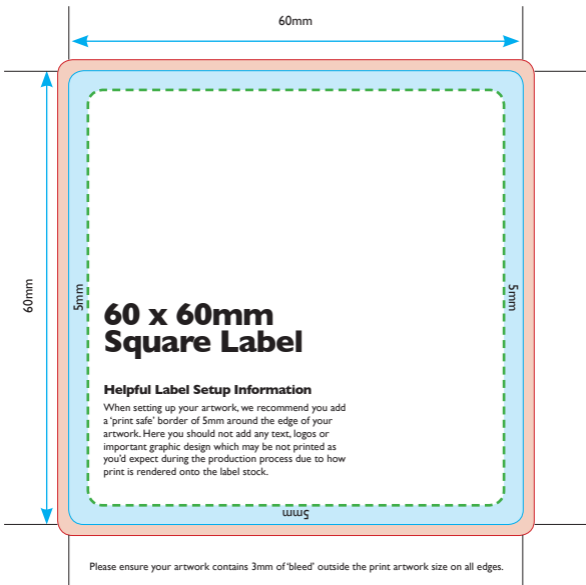 60mm
60mm
5mm
5mm
60 x 60mm
Square Label
Helpful Label Setup Information
When setting up your artwork, we recommend you add
a ‘print safe’ border of 5mm around the edge of your
artwork. Here you should not add any text, logos or
important graphic design which may be not printed as
you’d expect during the production process due to how
print is rendered onto the label stock.
5mm
Please ensure your artwork contains 3mm of ‘bleed’ outside the print artwork size on all edges.